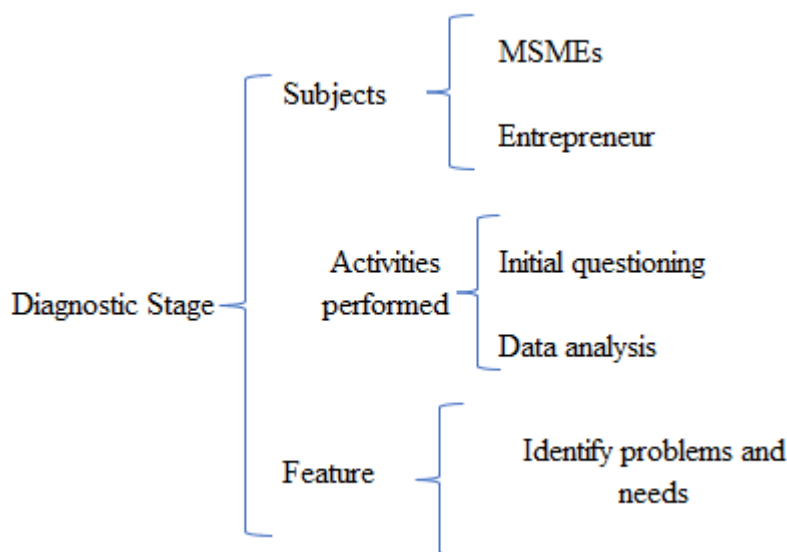 MSMEs
Subjects
Entrepreneur
Activities
performed
Initial questioning
Diagnostic Stage
Data analysis
Feature
Identify problems and
needs